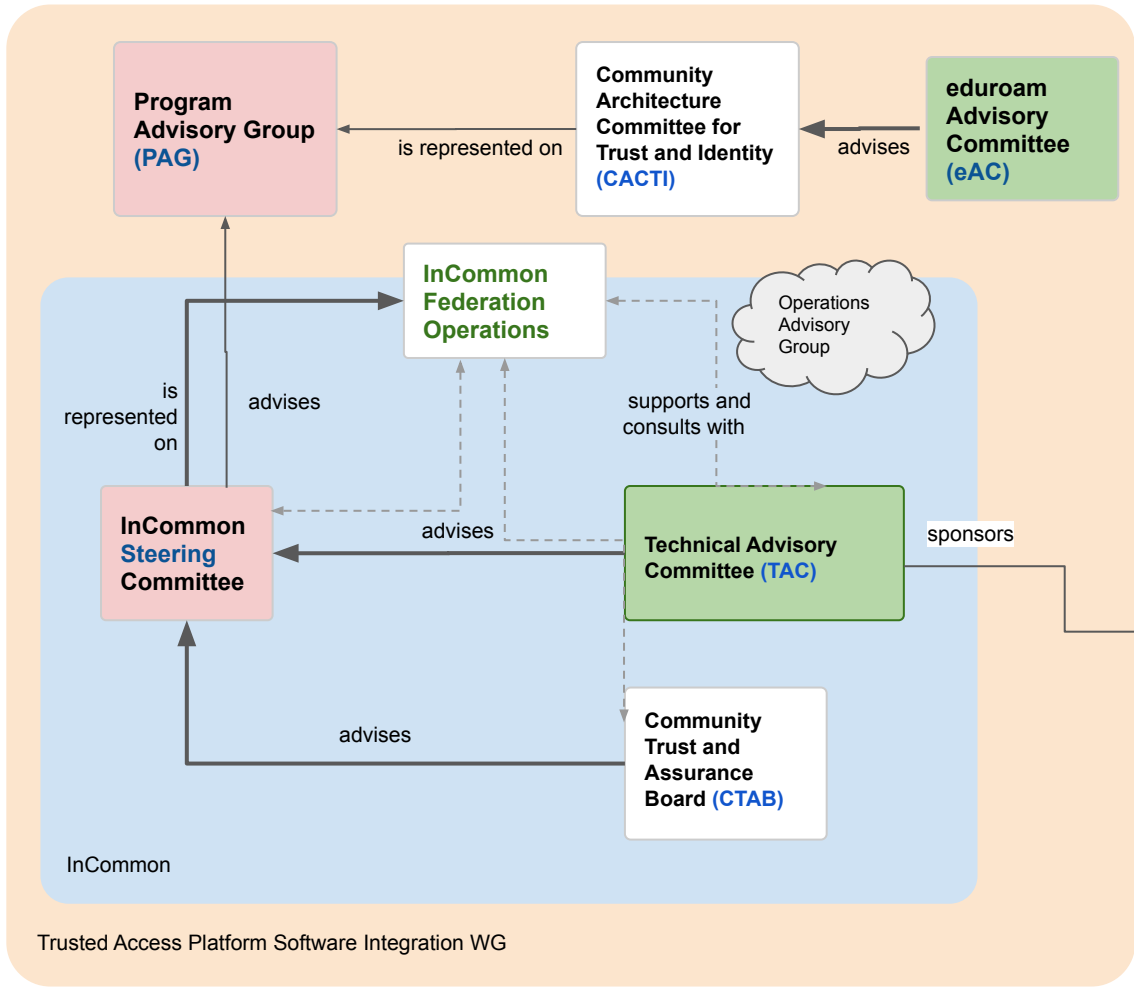 Program
Advisory Group
(PAG)
is represented on
Community
Architecture
Committee for
Trust and Identity
(CACTI)
advises
eduroam
Advisory
Committee
(eAC)
InCommon
Federation
Operations
Operations
Advisory
Group
is
represented
on
advises
supports and
consults with
InCommon
Steering
Committee
advises
Technical Advisory
Committee (TAC)
sponsors
advises
Community
Trust and
Assurance
Board (CTAB)
InCommon
Trusted Access Platform Software Integration WG